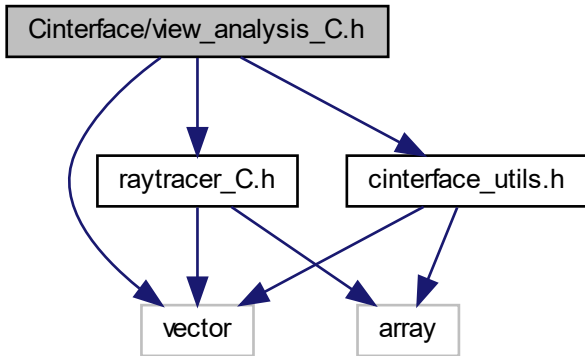 Cinterface/view_analysis_C.h
raytracer_C.h
cinterface_utils.h
vector
array